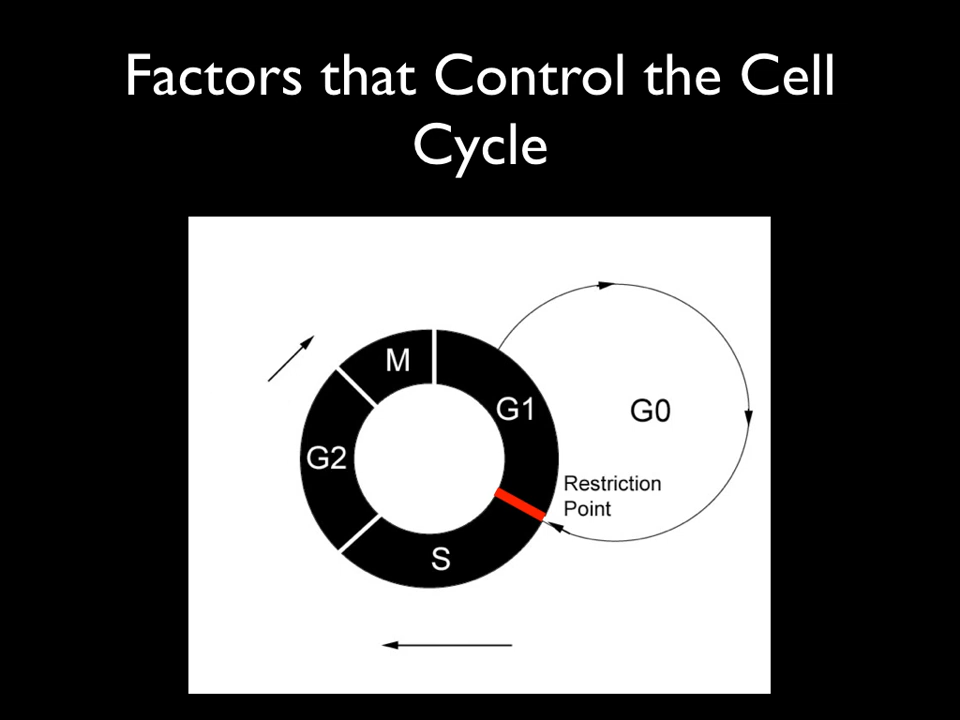 Factors that Control the Cell
Cycle
M
G1
G0
G2
Restriction
Point
S